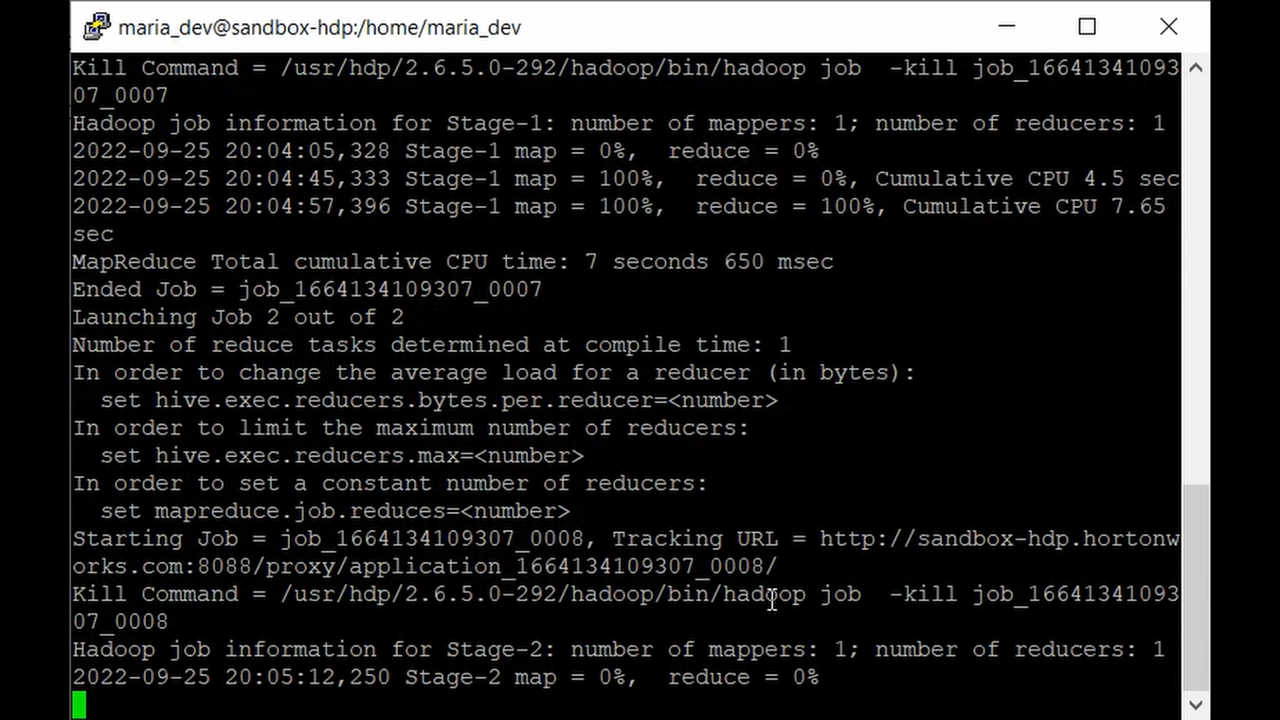 maria_dev@sandbox-hdp:/home/maria_dev
Kill Command = /usr/hdp/2.6.5.0-292/hadoop/bin/hadoop job  -kill job_16641341093
07_0007
Hadoop job information for Stage-1: number of mappers: 1; number of reducers: 1
2022-09-25 20:04:05,328 Stage-1 map = 0%,  reduce = 0%
2022-09-25 20:04:45,333 Stage-1 map = 100%,  reduce = 0%, Cumulative CPU 4.5 sec
2022-09-25 20:04:57,396 Stage-1 map = 100%,  reduce = 100%, Cumulative CPU 7.65
sec
MapReduce Total cumulative CPU time: 7 seconds 650 msec
Ended Job = job_1664134109307_0007
Launching Job 2 out of 2
Number of reduce tasks determined at compile time: 1
In order to change the average load for a reducer (in bytes):
  set hive.exec.reducers.bytes.per.reducer=<number>
In order to limit the maximum number of reducers:
  set hive.exec.reducers.max=<number>
In order to set a constant number of reducers:
  set mapreduce.job.reduces=<number>
Starting Job = job_1664134109307_0008, Tracking URL = http://sandbox-hdp.hortonw
orks.com:8088/proxy/application_1664134109307_0008/
Kill Command = /usr/hdp/2.6.5.0-292/hadoop/bin/hadoop job  -kill job_16641341093
07_0008
Hadoop job information for Stage-2: number of mappers: 1; number of reducers: 1
2022-09-25 20:05:12,250 Stage-2 map = 0%,  reduce = 0%